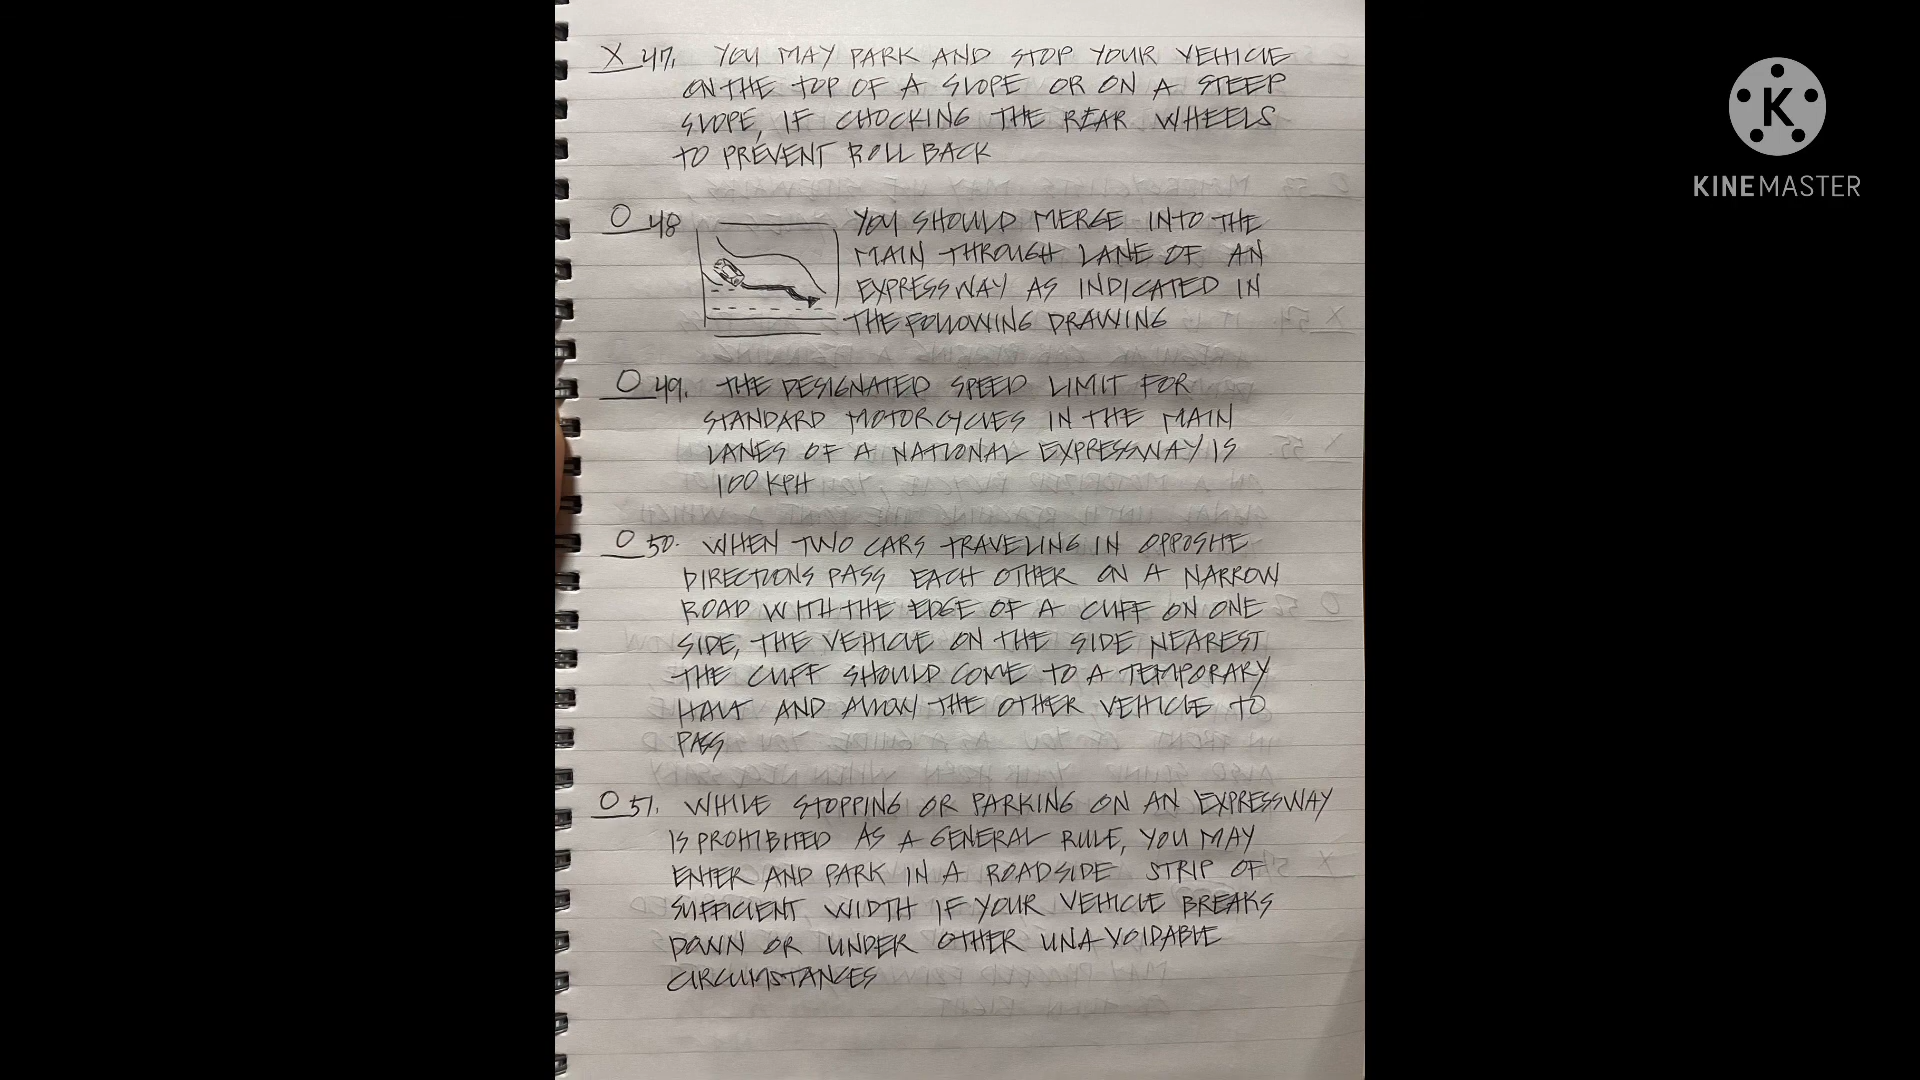 X 47. YOU MAY PARK AND STOP YOUR VEHICLE
ON THE TOP OF A SLOPE OR ON A STEEP
SLOPE, IF CHOCKING THE REAR WHEELS
TO PREVENT ROLL BACK
O 48 YOU SHOULD MERGE INTO THE
MAIN THROUGH LANE OF AN
EXPRESSWAY AS INDICATED IN
THE FOLLOWING DRAWING
O 49. THE DESIGNATED SPEED LIMIT FOR
STANDARD MOTORCYCLES IN THE MAIN
LANES OF A NATIONAL EXPRESSWAY IS
100 KPH
O 50. WHEN TWO CARS TRAVELING IN OPPOSITE
DIRECTIONS PASS EACH OTHER ON A NARROW
ROAD WITH THE EDGE OF A CLIFF ON ONE
SIDE, THE VEHICLE ON THE SIDE NEAREST
THE CLIFF SHOULD COME TO A TEMPORARY
HALT AND ALLOW THE OTHER VEHICLE TO
PASS
O 51. WHILE STOPPING OR PARKING ON AN EXPRESSWAY
IS PROHIBITED AS A GENERAL RULE, YOU MAY
ENTER AND PARK IN A ROADSIDE STRIP OF
SUFFICIENT WIDTH IF YOUR VEHICLE BREAKS
DOWN OR UNDER OTHER UNAVOIDABLE
CIRCUMSTANCES
K
KINEMASTER